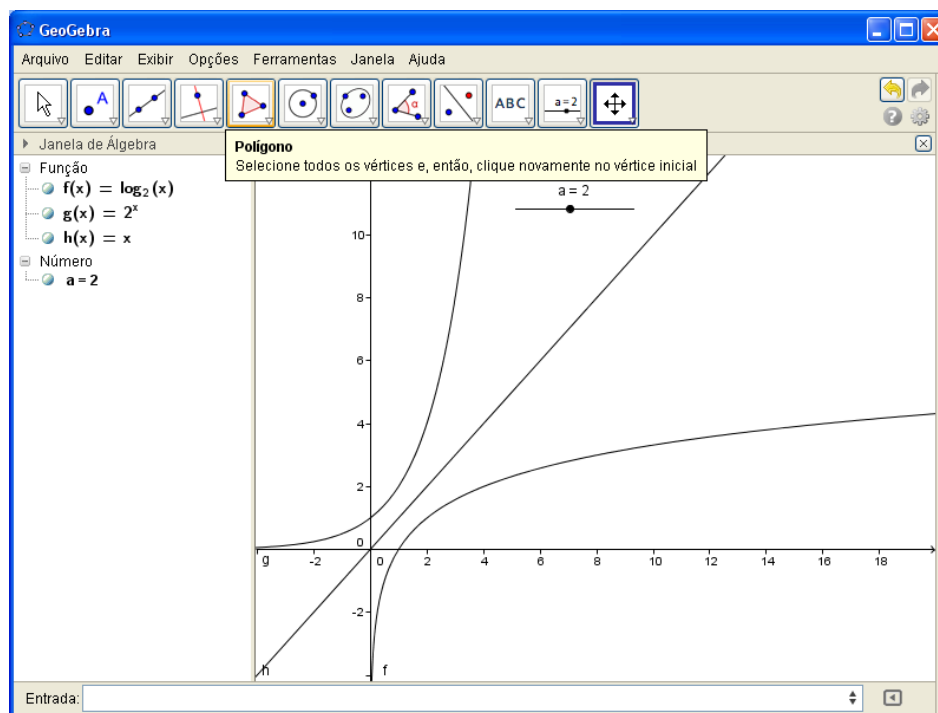 GeoGebra
Arquivo Editar Exibir Opções Ferramentas Janela Ajuda
A α ABC a=2
Janela de Álgebra
Polígono
Selecione todos os vértices e, então, clique novamente no vértice inicial
Função
f(x) = log₂(x)
g(x) = 2ˣ
h(x) = x
Número
a = 2
a = 2
10
8
6
4
2
0
g -2 0 2 4 6 8 10 12 14 16 18
-2
h f
Entrada: